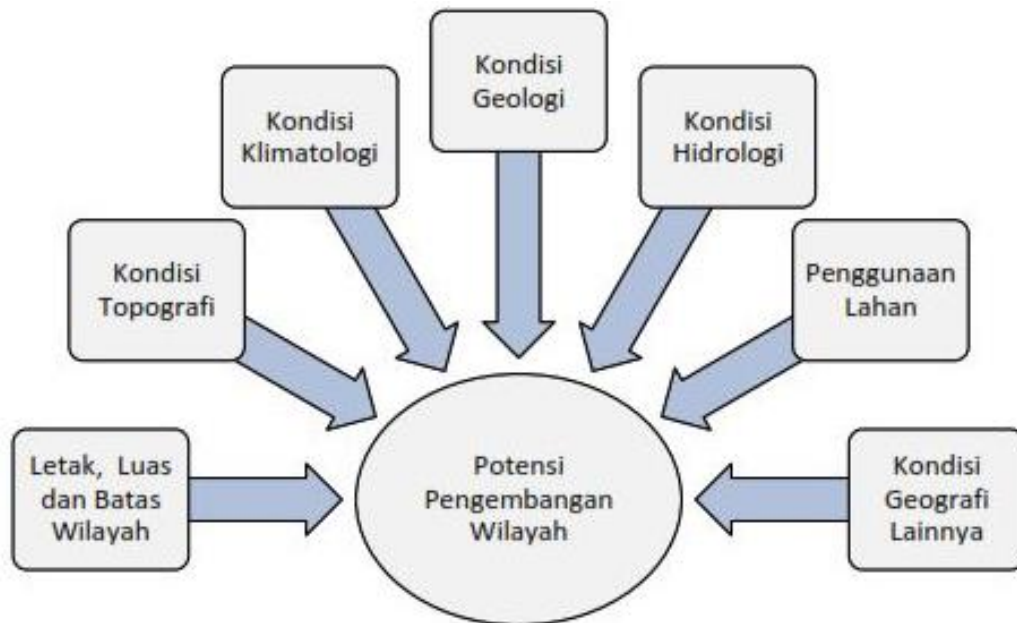 Kondisi
Geologi
Kondisi
Klimatologi
Kondisi
Hidrologi
Kondisi
Topografi
Penggunaan
Lahan
Letak, Luas
dan Batas
Wilayah
Potensi
Pengembangan
Wilayah
Kondisi
Geografi
Lainnya